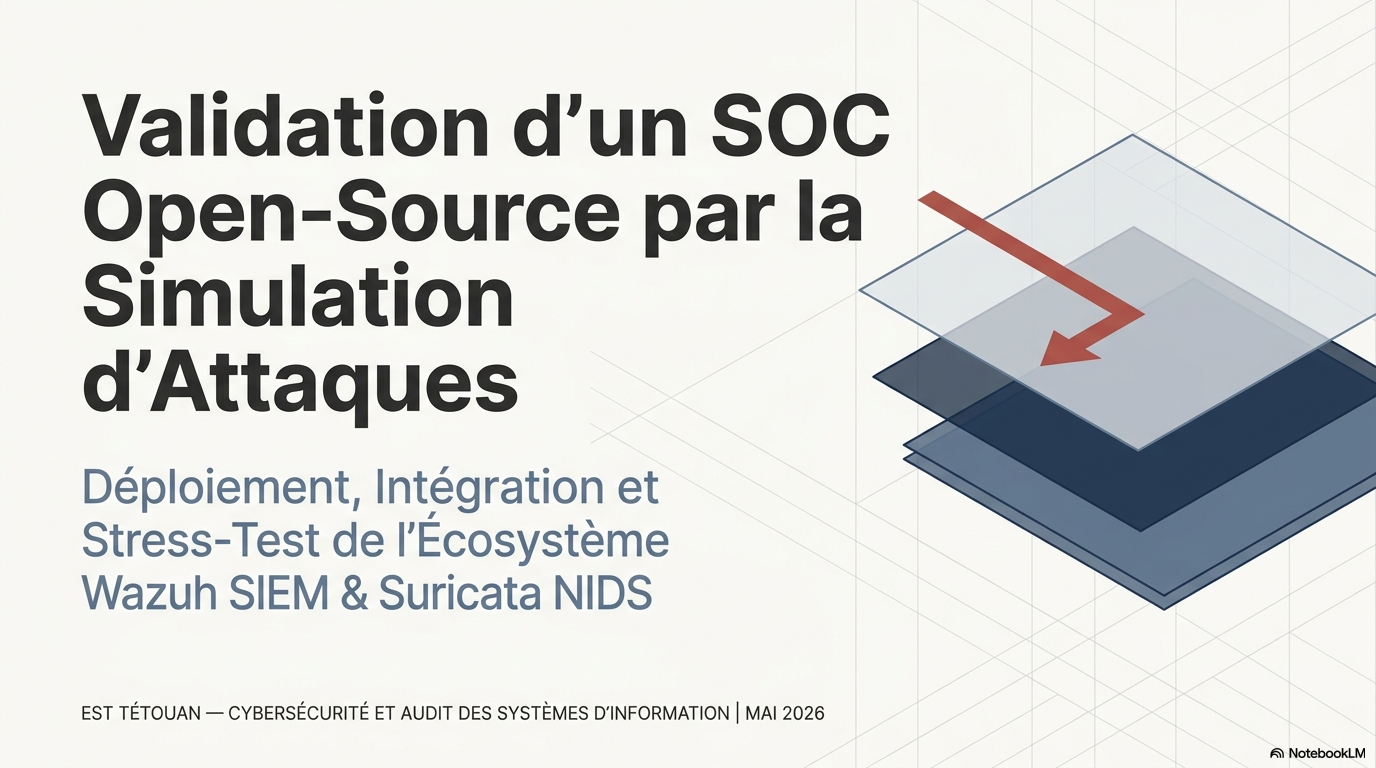 Validation d’un SOC
Open-Source par la
Simulation
d’Attaques
Déploiement, Intégration et
Stress-Test de l’Écosystème
Wazuh SIEM & Suricata NIDS
EST TÉTOUAN — CYBERSÉCURITÉ ET AUDIT DES SYSTÈMES D’INFORMATION | MAI 2026
NotebookLM